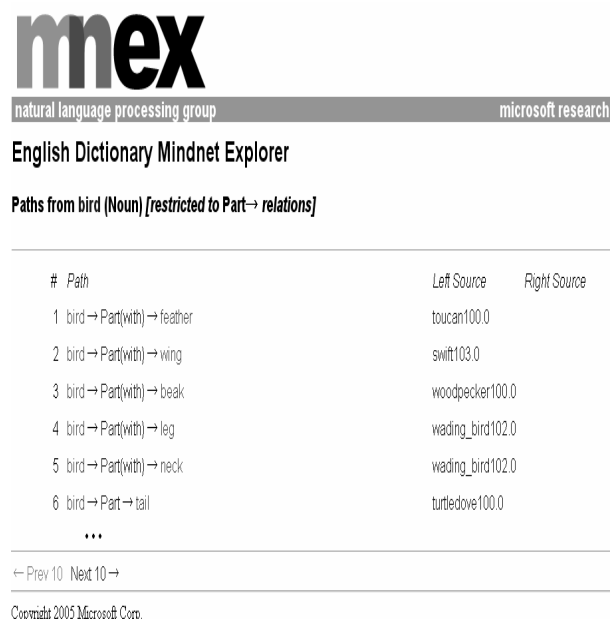 mnex
natural language processing group microsoft research
English Dictionary Mindnet Explorer
Paths from bird (Noun) [restricted to Part→ relations]
# Path Left Source Right Source
1 bird→Part(with)→feather toucan100.0
2 bird→Part(with)→wing swift103.0
3 bird→Part(with)→beak woodpecker100.0
4 bird→Part(with)→leg wading_bird102.0
5 bird→Part(with)→neck wading_bird102.0
6 bird→Part→tail turtledove100.0
...
←Prev 10 Next 10→
Copyright 2005 Microsoft Corp.